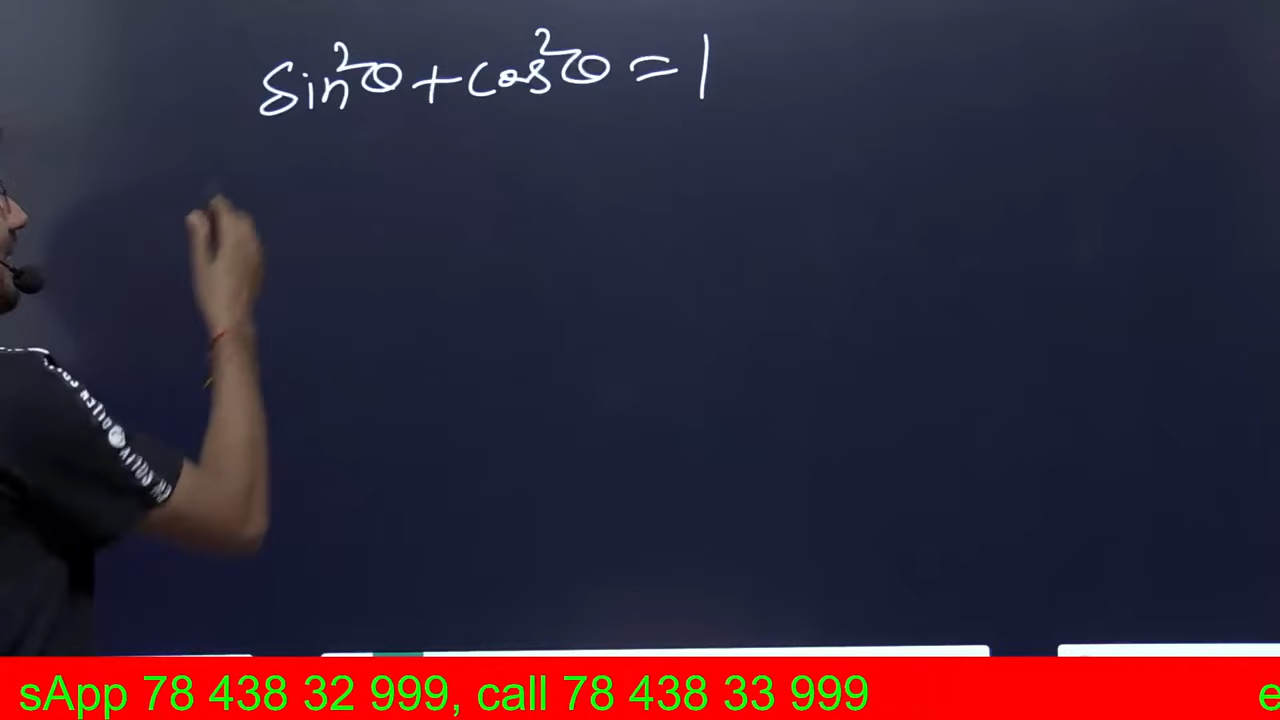 sin²θ + cos²θ = 1
sApp 78 438 32 999, call 78 438 33 999 e